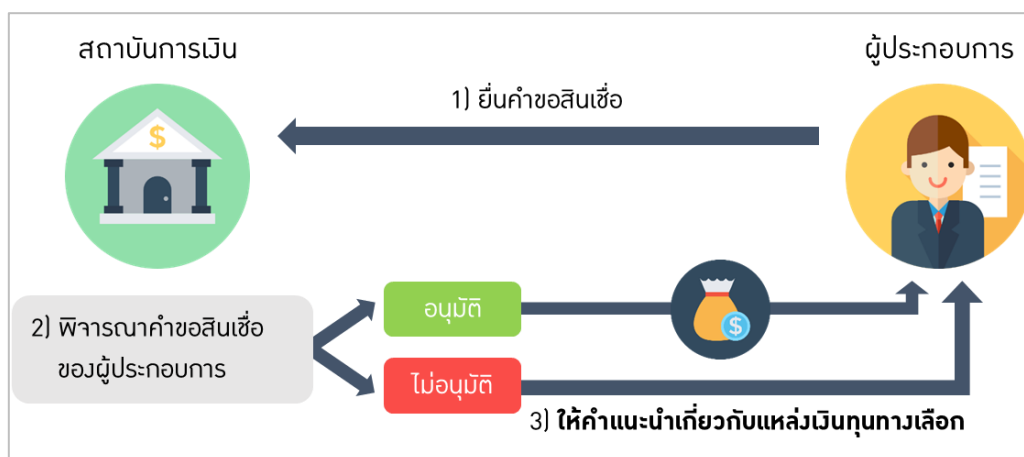 สถาบันการเงิน
ผู้ประกอบการ
1) ยื่นคำขอสินเชื่อ
$
2) พิจารณาคำขอสินเชื่อ
ของผู้ประกอบการ
อนุมัติ
$
ไม่อนุมัติ
3) ให้คำแนะนำเกี่ยวกับแหล่งเงินทุนทางเลือก